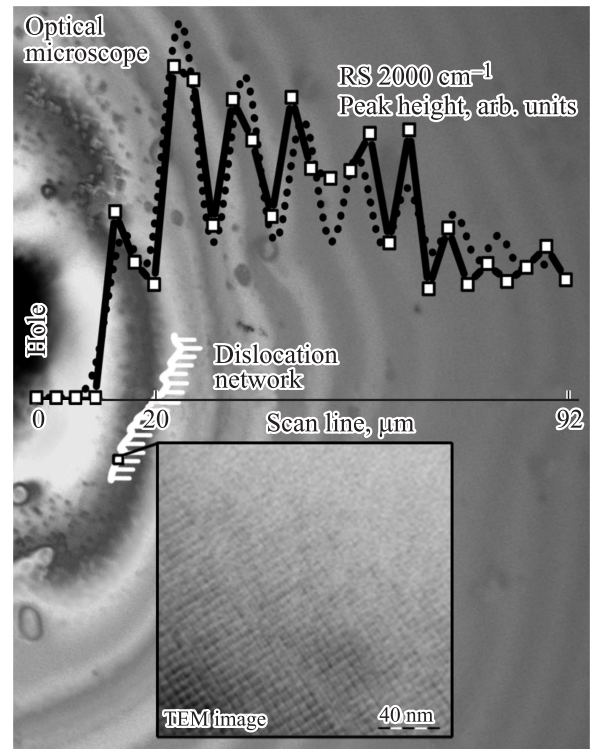 Optical
microscope
RS 2000 cm⁻¹
Peak height, arb. units
Hole
Dislocation
network
0
20
Scan line, μm
92
TEM image
40 nm